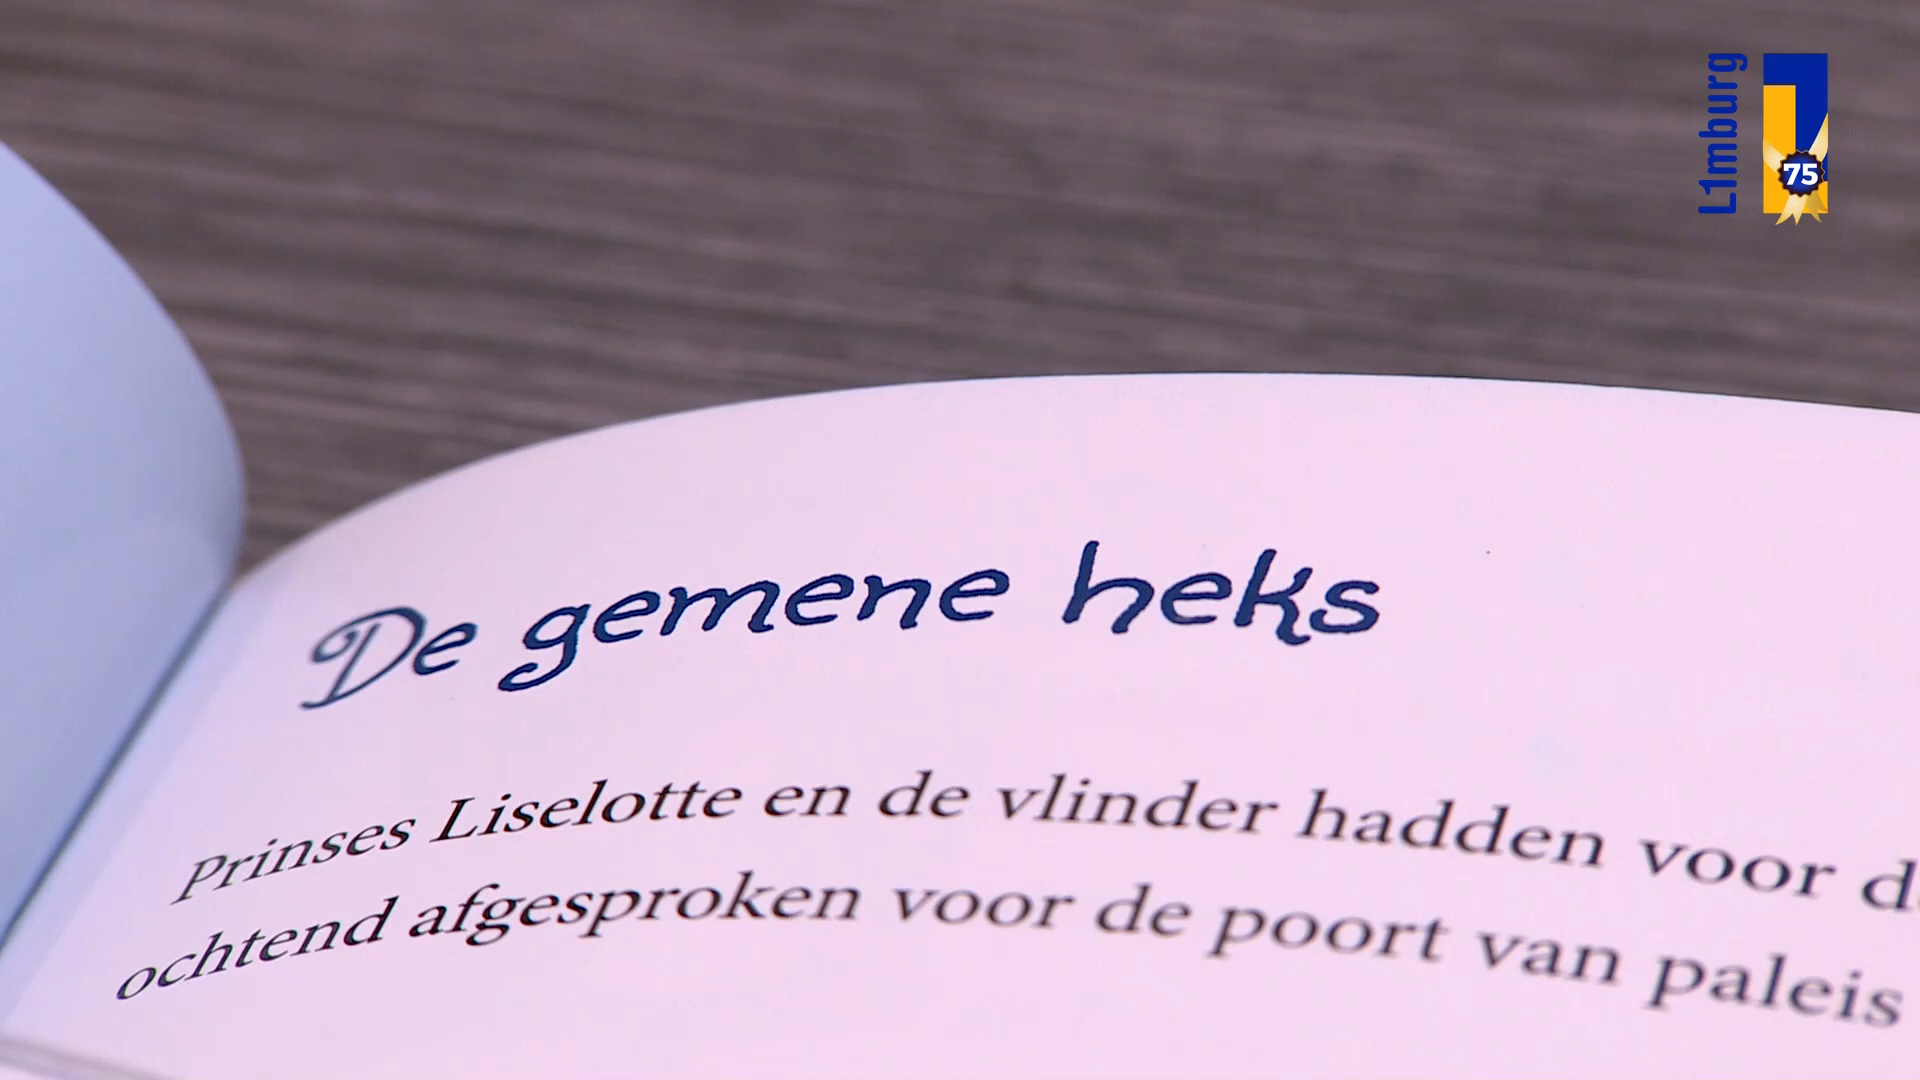 L1mburg
75
De gemene heks
Prinses Liselotte en de vlinder hadden voor
ochtend afgesproken voor de poort van paleis